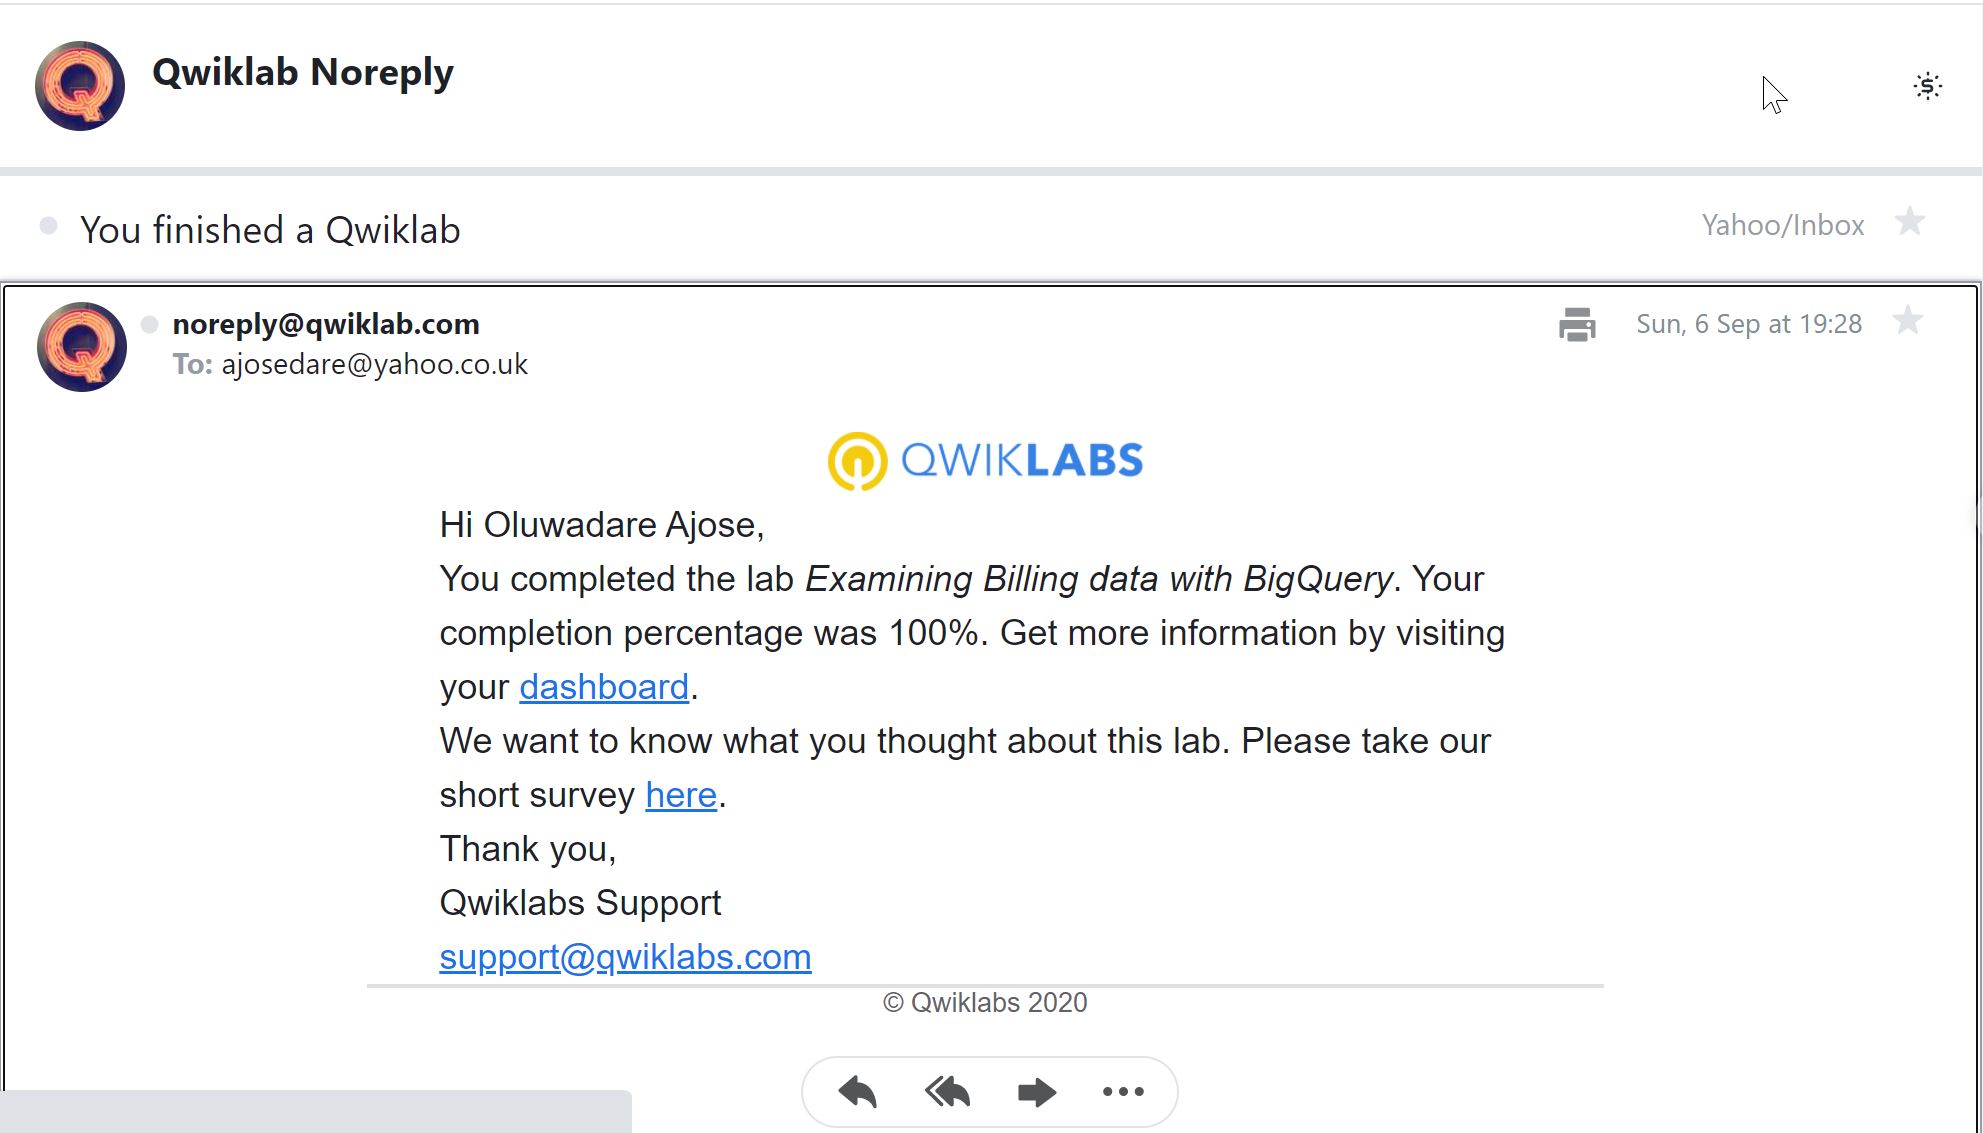 Qwiklab Noreply
You finished a Qwiklab
Yahoo/Inbox
noreply@qwiklab.com
Sun, 6 Sep at 19:28
To: ajosedare@yahoo.co.uk
QWIKLABS
Hi Oluwadare Ajose,
You completed the lab Examining Billing data with BigQuery. Your
completion percentage was 100%. Get more information by visiting
your dashboard.
We want to know what you thought about this lab. Please take our
short survey here.
Thank you,
Qwiklabs Support
support@qwiklabs.com
© Qwiklabs 2020